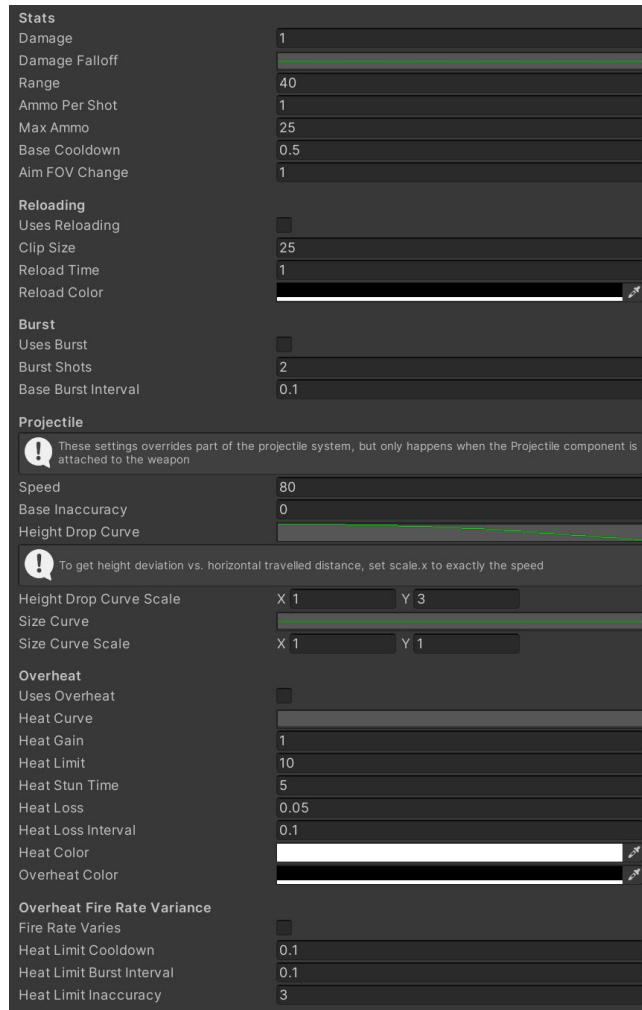 Stats
Damage 1
Damage Falloff
Range 40
Ammo Per Shot 1
Max Ammo 25
Base Cooldown 0.5
Aim FOV Change 1
Reloading
Uses Reloading
Clip Size 25
Reload Time 1
Reload Color
Burst
Uses Burst
Burst Shots 2
Base Burst Interval 0.1
Projectile
These settings overrides part of the projectile system, but only happens when the Projectile component is
attached to the weapon
Speed 80
Base Inaccuracy 0
Height Drop Curve
To get height deviation vs. horizontal travelled distance, set scale.x to exactly the speed
Height Drop Curve Scale X 1 Y 3
Size Curve
Size Curve Scale X 1 Y 1
Overheat
Uses Overheat
Heat Curve
Heat Gain 1
Heat Limit 10
Heat Stun Time 5
Heat Loss 0.05
Heat Loss Interval 0.1
Heat Color
Overheat Color
Overheat Fire Rate Variance
Fire Rate Varies
Heat Limit Cooldown 0.1
Heat Limit Burst Interval 0.1
Heat Limit Inaccuracy 3